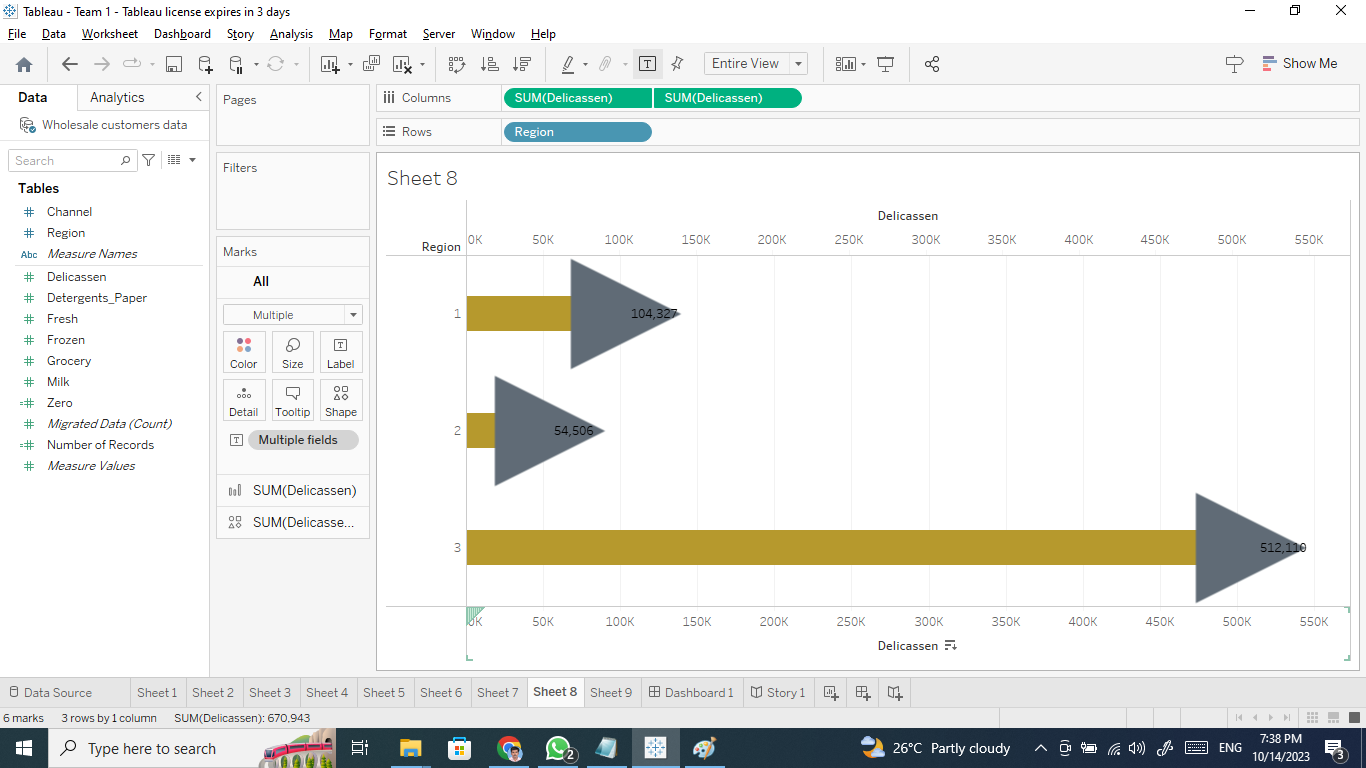 Tableau - Team 1 - Tableau license expires in 3 days
File Data Worksheet Dashboard Story Analysis Map Format Server Window Help
Entire View
Show Me
Data Analytics
Wholesale customers data
Search
Tables
Channel
Region
Abc Measure Names
Delicassen
Detergents_Paper
Fresh
Frozen
Grocery
Milk
Zero
Migrated Data (Count)
Number of Records
Measure Values
Pages
Filters
Marks
All
Multiple
Color Size Label
Detail Tooltip Shape
Multiple fields
SUM(Delicassen)
SUM(Delicasse...
Columns SUM(Delicassen) SUM(Delicassen)
Rows Region
Sheet 8
Delicassen
Region 0K 50K 100K 150K 200K 250K 300K 350K 400K 450K 500K 550K
1 104,327
2 54,506
3 512,110
0K 50K 100K 150K 200K 250K 300K 350K 400K 450K 500K 550K
Delicassen
Data Source Sheet 1 Sheet 2 Sheet 3 Sheet 4 Sheet 5 Sheet 6 Sheet 7 Sheet 8 Sheet 9 Dashboard 1 Story 1
6 marks 3 rows by 1 column SUM(Delicassen): 670,943
Type here to search
2
26°C Partly cloudy
ENG
7:38 PM
10/14/2023
3